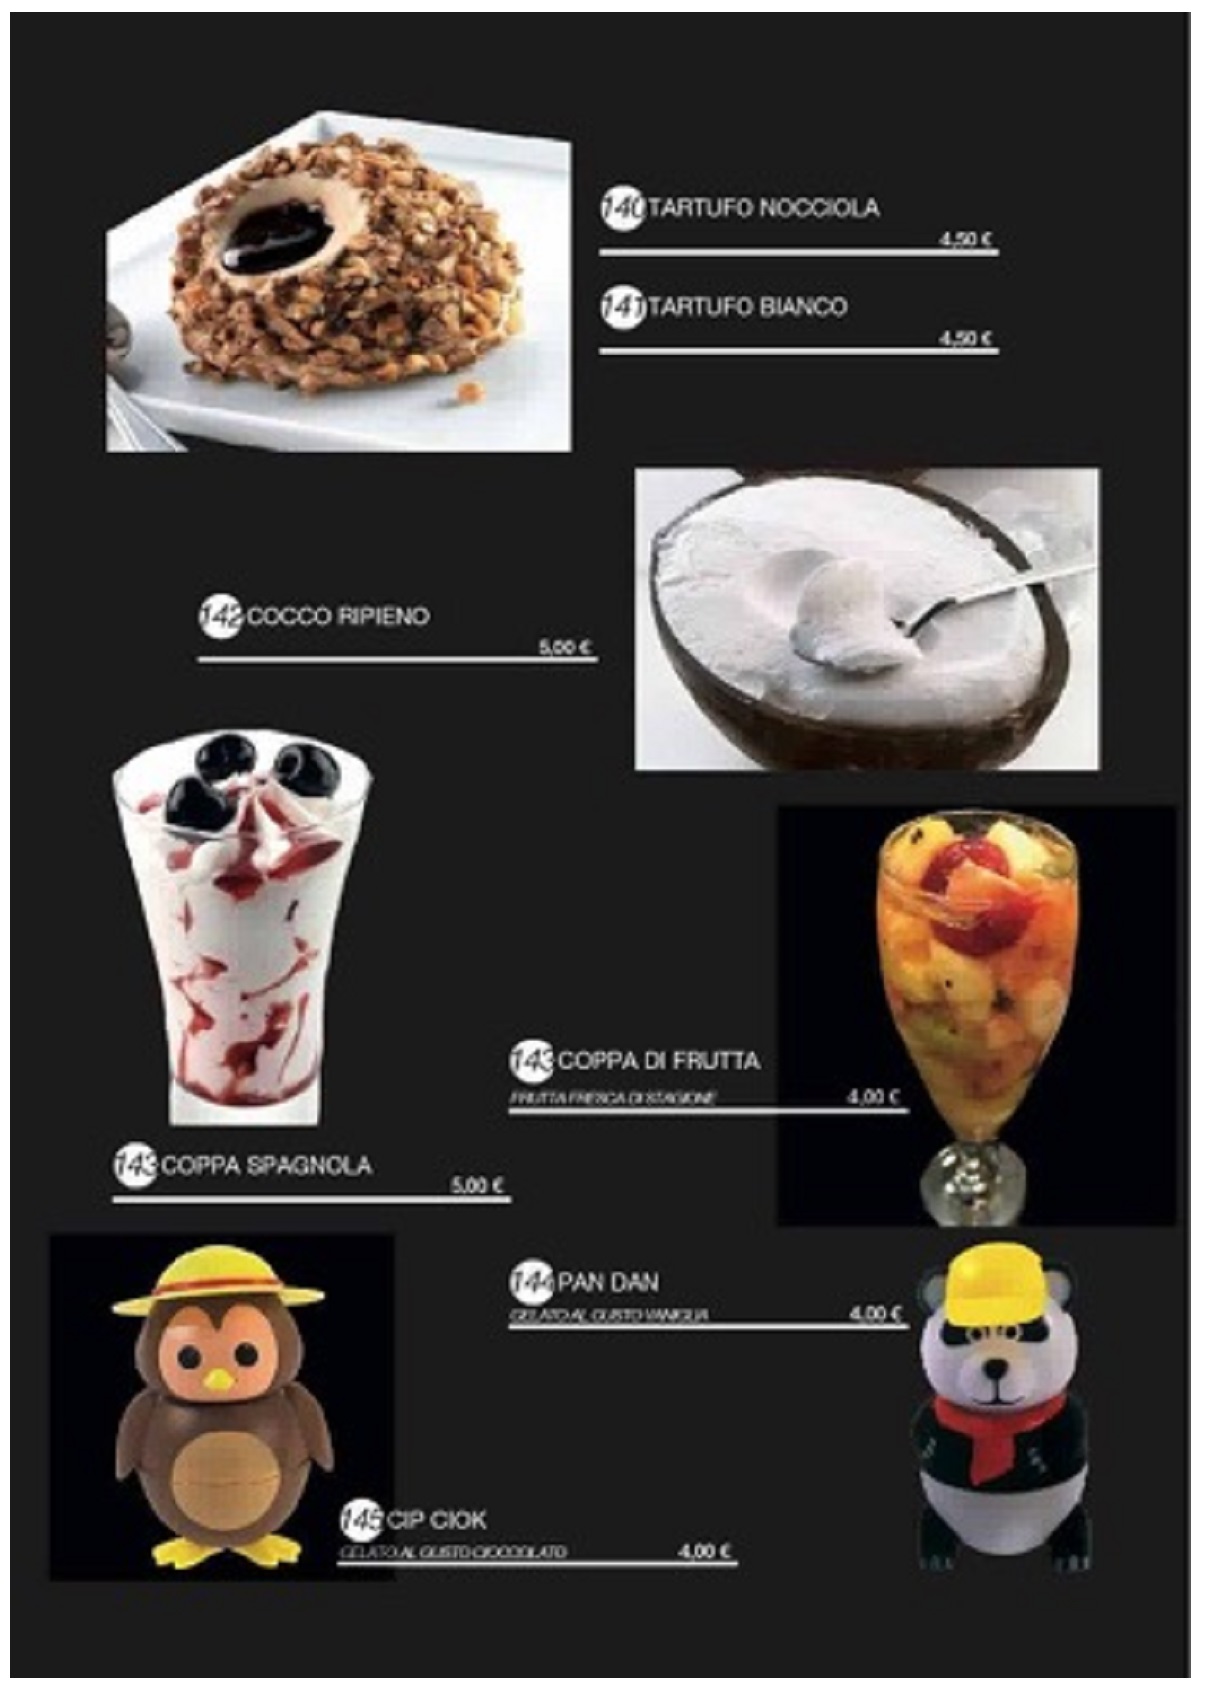 140 TARTUFO NOCCIOLA
4,50 €
141 TARTUFO BIANCO
4,50 €
142 COCCO RIPIENO
5,00 €
143 COPPA DI FRUTTA
FRUTTA FRESCA DI STAGIONE 4,00 €
143 COPPA SPAGNOLA
5,00 €
144 PAN DAN
GELATO AL GUSTO VANIGLIA 4,00 €
145 CIP CIOK
GELATO AL GUSTO CIOCCOLATO 4,00 €